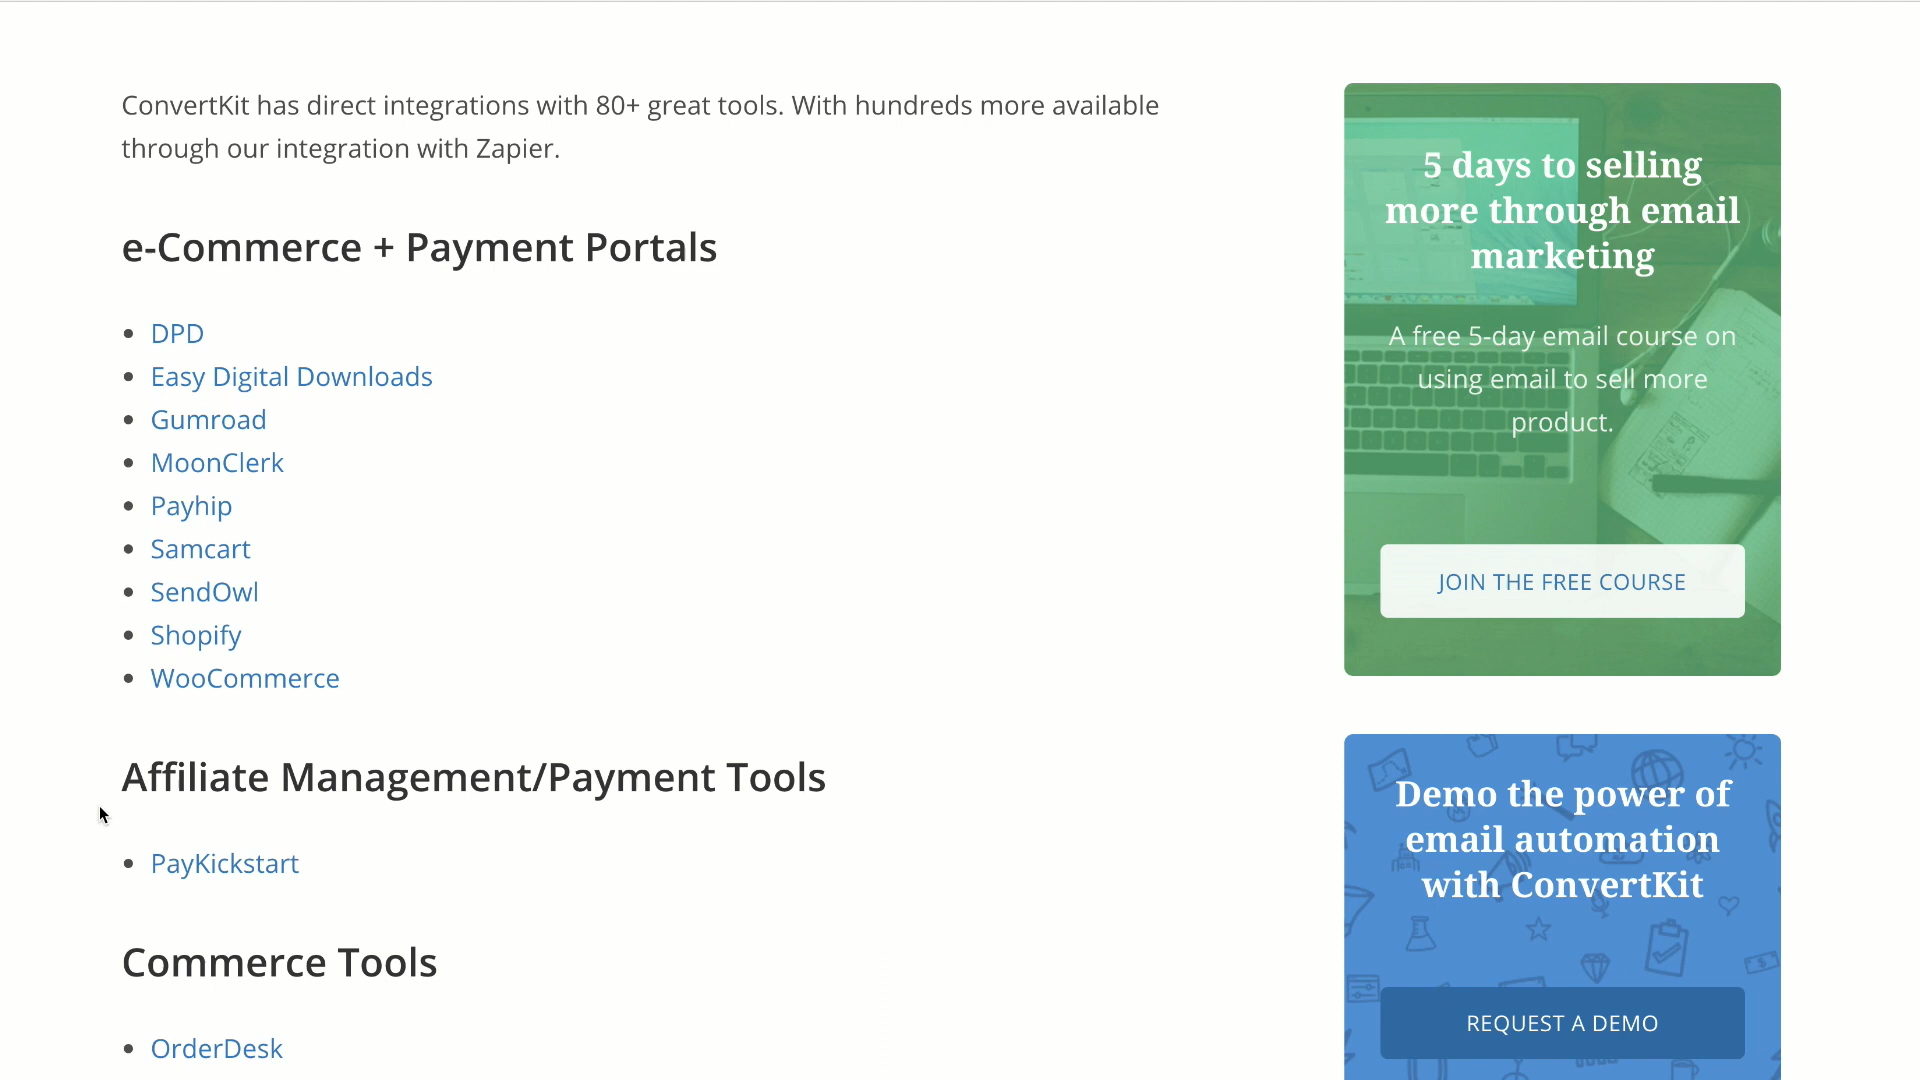 ConvertKit has direct integrations with 80+ great tools. With hundreds more available
through our integration with Zapier.
e-Commerce + Payment Portals
DPD
Easy Digital Downloads
Gumroad
MoonClerk
Payhip
Samcart
SendOwl
Shopify
WooCommerce
Affiliate Management/Payment Tools
PayKickstart
Commerce Tools
OrderDesk
5 days to selling
more through email
marketing
A free 5-day email course on
using email to sell more
product.
JOIN THE FREE COURSE
Demo the power of
email automation
with ConvertKit
REQUEST A DEMO